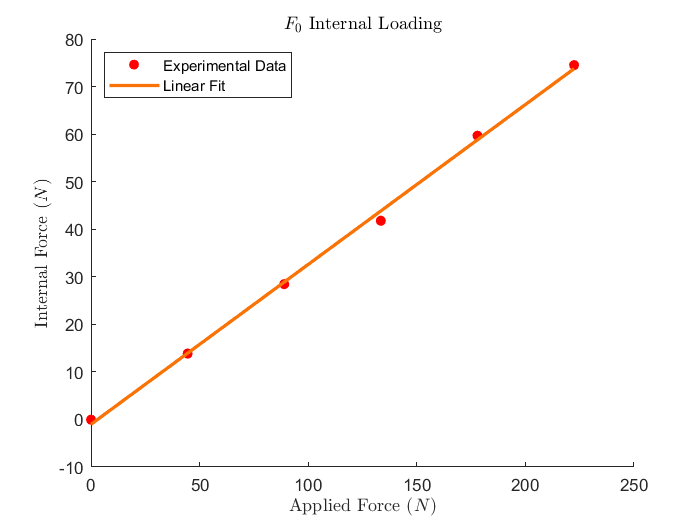 F₀ Internal Loading
80
70
60
50
40
30
20
10
0
-10
Internal Force (N)
Experimental Data
Linear Fit
0 50 100 150 200 250
Applied Force (N)